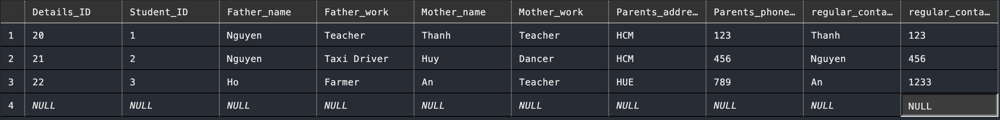 Details_ID Student_ID Father_name Father_work Mother_name Mother_work Parents_addre… Parents_phone… regular_conta… regular_conta…
1 20 1 Nguyen Teacher Thanh Teacher HCM 123 Thanh 123
2 21 2 Nguyen Taxi Driver Huy Dancer HCM 456 Nguyen 456
3 22 3 Ho Farmer An Teacher HUE 789 An 1233
4 NULL NULL NULL NULL NULL NULL NULL NULL NULL NULL